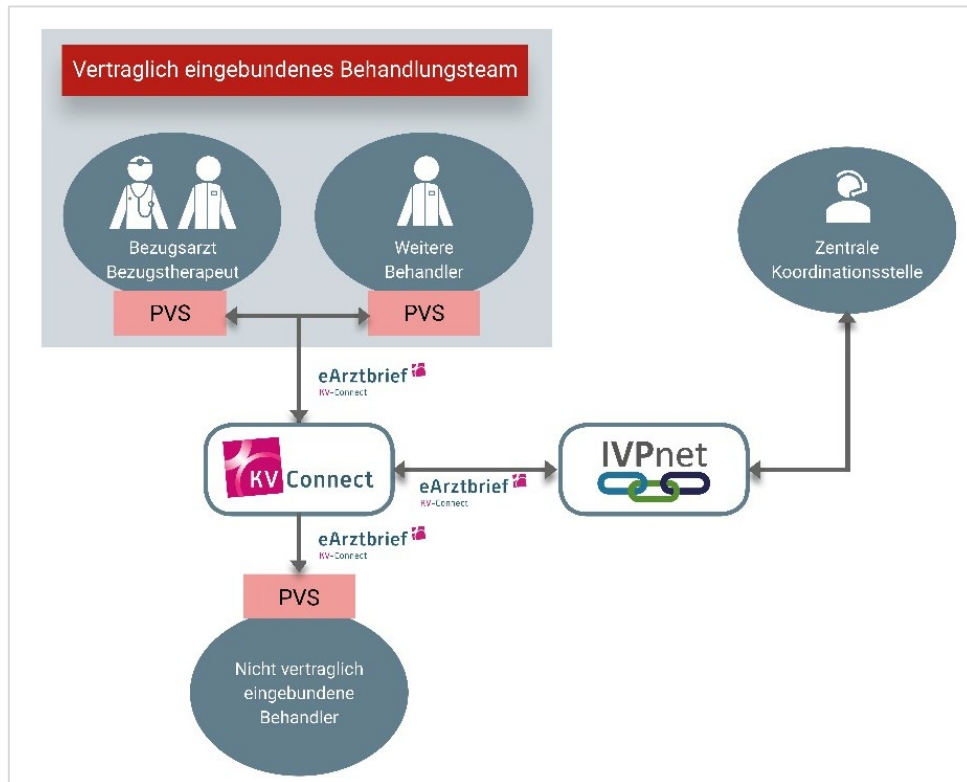 Vertraglich eingebundenes Behandlungsteam
Bezugsarzt
Bezugstherapeut
Weitere
Behandler
Zentrale
Koordinationsstelle
PVS
PVS
eArztbrief
KV-Connect
KV Connect
eArztbrief
KV-Connect
IVPnet
eArztbrief
KV-Connect
PVS
Nicht vertraglich
eingebundene
Behandler